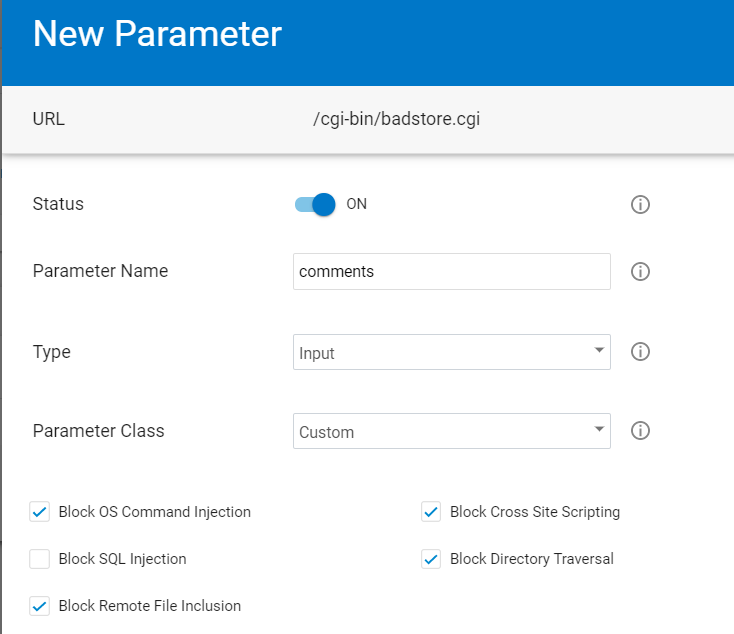 New Parameter
URL /cgi-bin/badstore.cgi
Status ON
Parameter Name comments
Type Input
Parameter Class Custom
Block OS Command Injection Block Cross Site Scripting
Block SQL Injection Block Directory Traversal
Block Remote File Inclusion